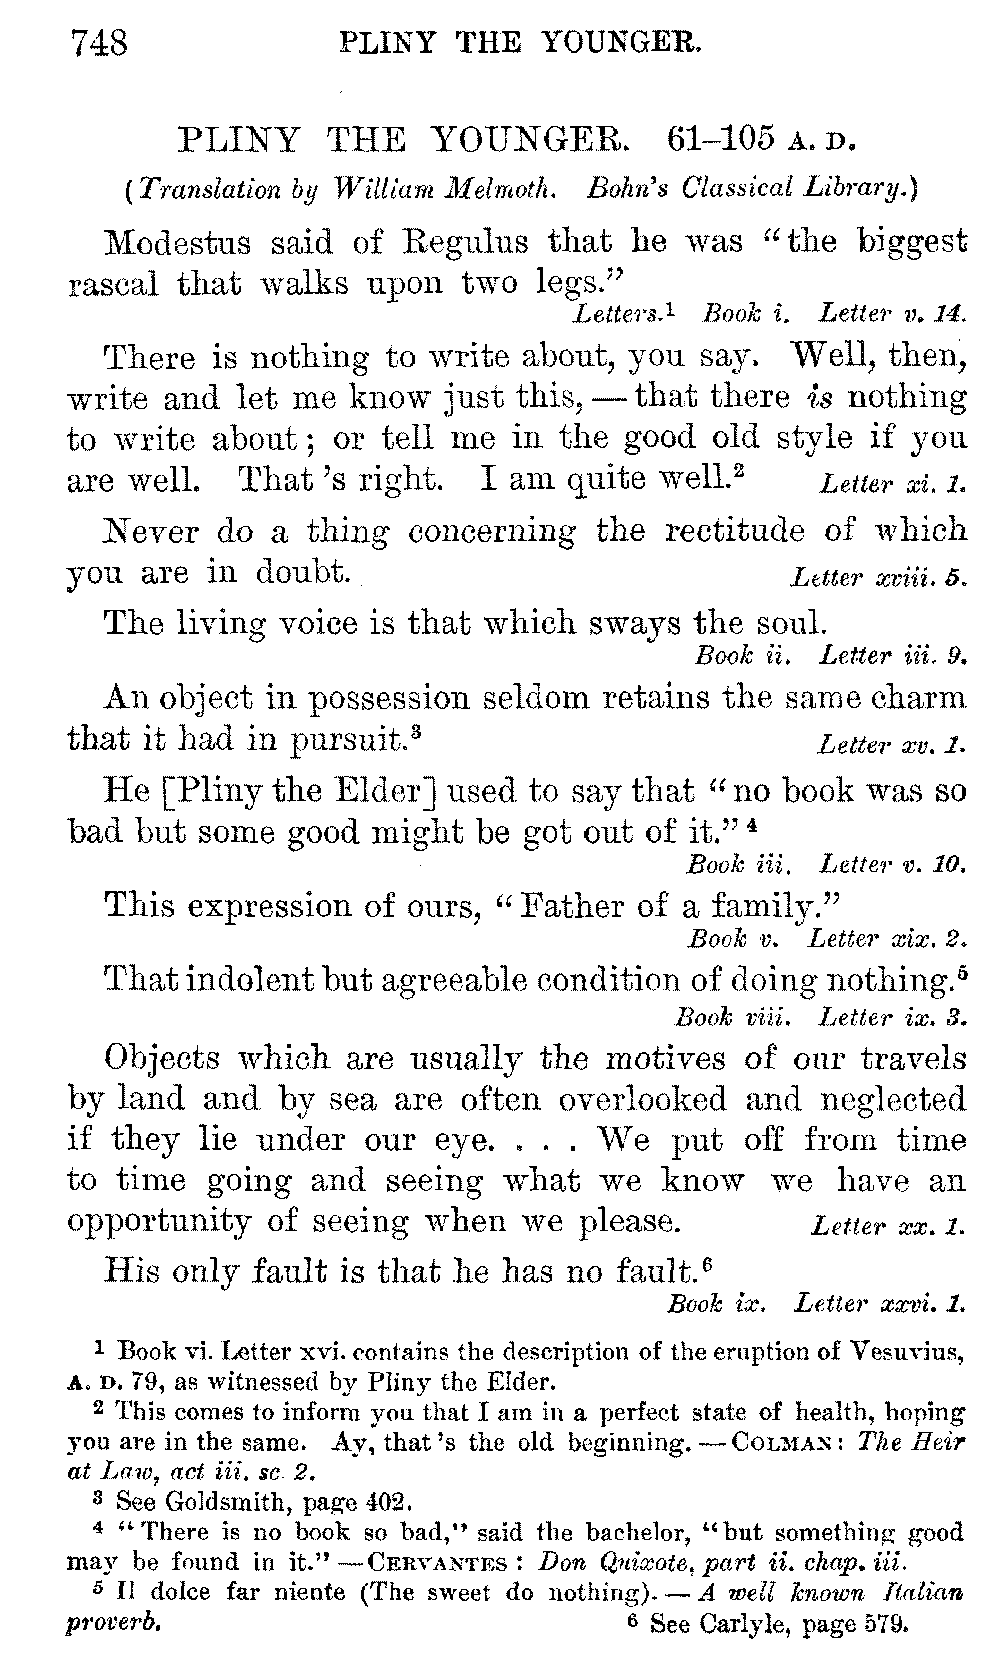 748 PLINY THE YOUNGER.
PLINY THE YOUNGER. 61–105 A. D.
(Translation by William Melmoth. Bohn's Classical Library.)
Modestus said of Regulus that he was "the biggest
rascal that walks upon two legs."
Letters.¹ Book i. Letter v. 14.
There is nothing to write about, you say. Well, then,
write and let me know just this, — that there is nothing
to write about; or tell me in the good old style if you
are well. That 's right. I am quite well.² Letter xi. 1.
Never do a thing concerning the rectitude of which
you are in doubt. Letter xviii. 5.
The living voice is that which sways the soul.
Book ii. Letter iii. 9.
An object in possession seldom retains the same charm
that it had in pursuit.³ Letter xv. 1.
He [Pliny the Elder] used to say that "no book was so
bad but some good might be got out of it." ⁴
Book iii. Letter v. 10.
This expression of ours, "Father of a family."
Book v. Letter xix. 2.
That indolent but agreeable condition of doing nothing.⁵
Book viii. Letter ix. 3.
Objects which are usually the motives of our travels
by land and by sea are often overlooked and neglected
if they lie under our eye. . . . We put off from time
to time going and seeing what we know we have an
opportunity of seeing when we please. Letter xx. 1.
His only fault is that he has no fault.⁶
Book ix. Letter xxvi. 1.
¹ Book vi. Letter xvi. contains the description of the eruption of Vesuvius,
A. D. 79, as witnessed by Pliny the Elder.
² This comes to inform you that I am in a perfect state of health, hoping
you are in the same. Ay, that 's the old beginning. — COLMAN: The Heir
at Law, act iii. sc. 2.
³ See Goldsmith, page 402.
⁴ "There is no book so bad," said the bachelor, "but something good
may be found in it." — CERVANTES: Don Quixote, part ii. chap. iii.
⁵ Il dolce far niente (The sweet do nothing). — A well known Italian
proverb. ⁶ See Carlyle, page 579.